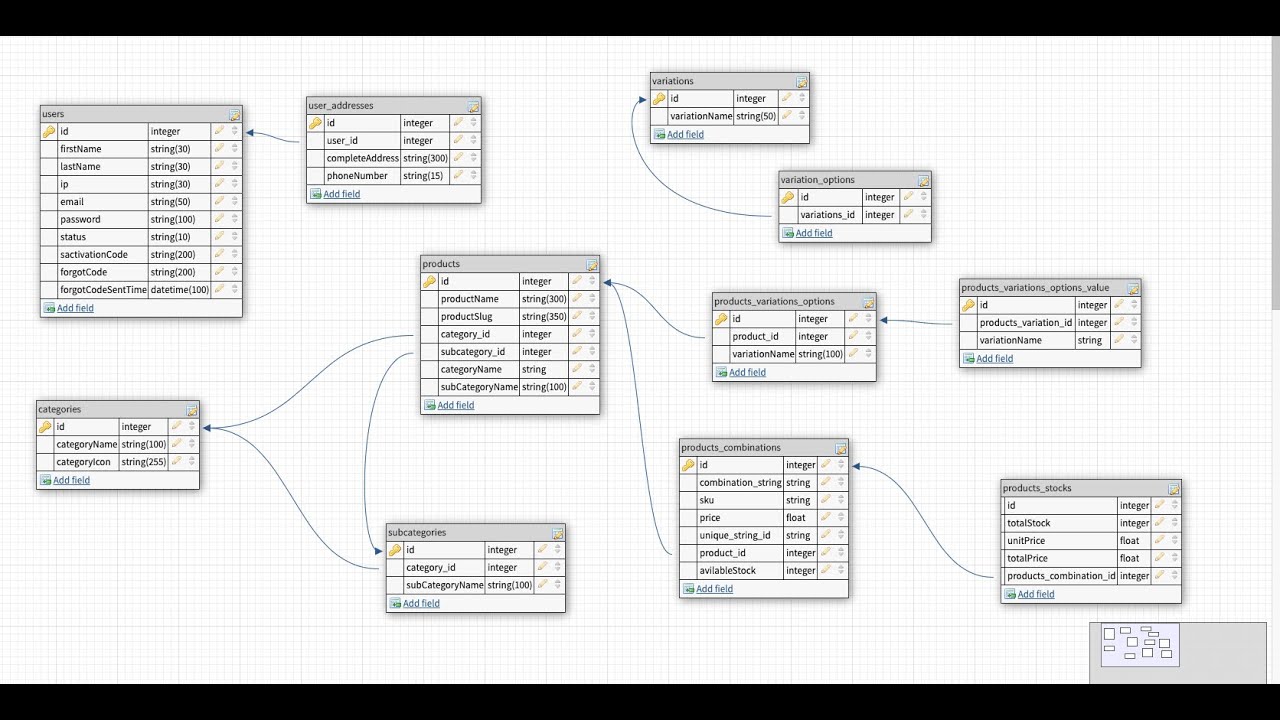 users
id integer
firstName string(30)
lastName string(30)
ip string(30)
email string(50)
password string(100)
status string(10)
sactivationCode string(200)
forgotCode string(200)
forgotCodeSentTime datetime(100)
Add field
user_addresses
id integer
user_id integer
completeAddress string(300)
phoneNumber string(15)
Add field
variations
id integer
variationName string(50)
Add field
variation_options
id integer
variations_id integer
Add field
products
id integer
productName string(300)
productSlug string(350)
category_id integer
subcategory_id integer
categoryName string
subCategoryName string(100)
Add field
products_variations_options
id integer
product_id integer
variationName string(100)
Add field
products_variations_options_value
id integer
products_variation_id integer
variationName string
Add field
categories
id integer
categoryName string(100)
categoryIcon string(255)
Add field
subcategories
id integer
category_id integer
subCategoryName string(100)
Add field
products_combinations
id integer
combination_string string
sku string
price float
unique_string_id string
product_id integer
avilableStock integer
Add field
products_stocks
id integer
totalStock integer
unitPrice float
totalPrice float
products_combination_id integer
Add field